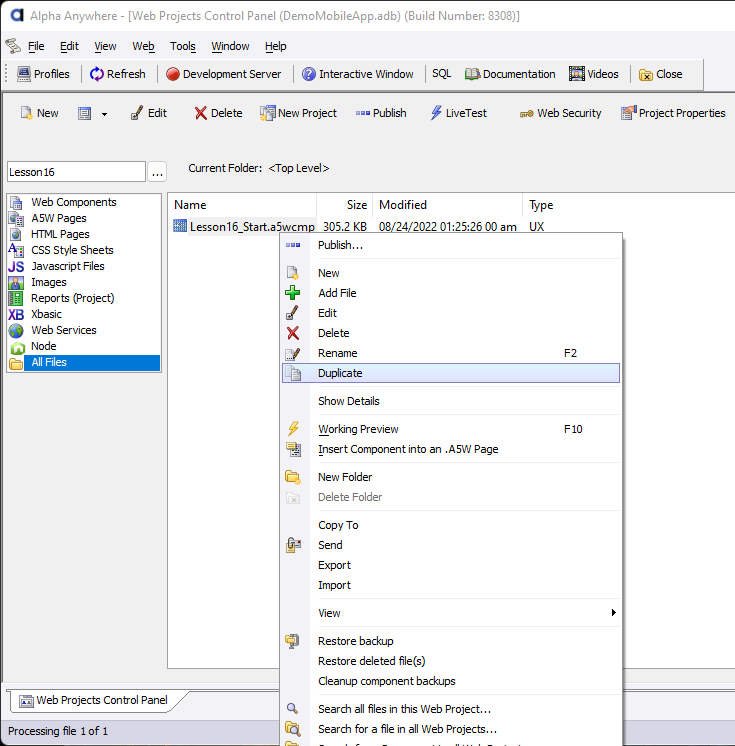 Alpha Anywhere - [Web Projects Control Panel (DemoMobileApp.adb) (Build Number: 8308)]
File Edit View Web Tools Window Help
Profiles Refresh Development Server Interactive Window SQL Documentation Videos Close
New Edit Delete New Project Publish LiveTest Web Security Project Properties
Lesson16 ... Current Folder: <Top Level>
Web Components
A5W Pages
HTML Pages
CSS Style Sheets
JS Javascript Files
Images
Reports (Project)
XB Xbasic
Web Services
Node
All Files
Name Size Modified Type
Lesson16_Start.a5wcmp 305.2 KB 08/24/2022 01:25:26 00 am UX
Publish...
New
Add File
Edit
Delete
Rename F2
Duplicate
Show Details
Working Preview F10
Insert Component into an .A5W Page
New Folder
Delete Folder
Copy To
Send
Export
Import
View
Restore backup
Restore deleted file(s)
Cleanup component backups
Search all files in this Web Project...
Search for a file in all Web Projects...
Web Projects Control Panel
Processing file 1 of 1